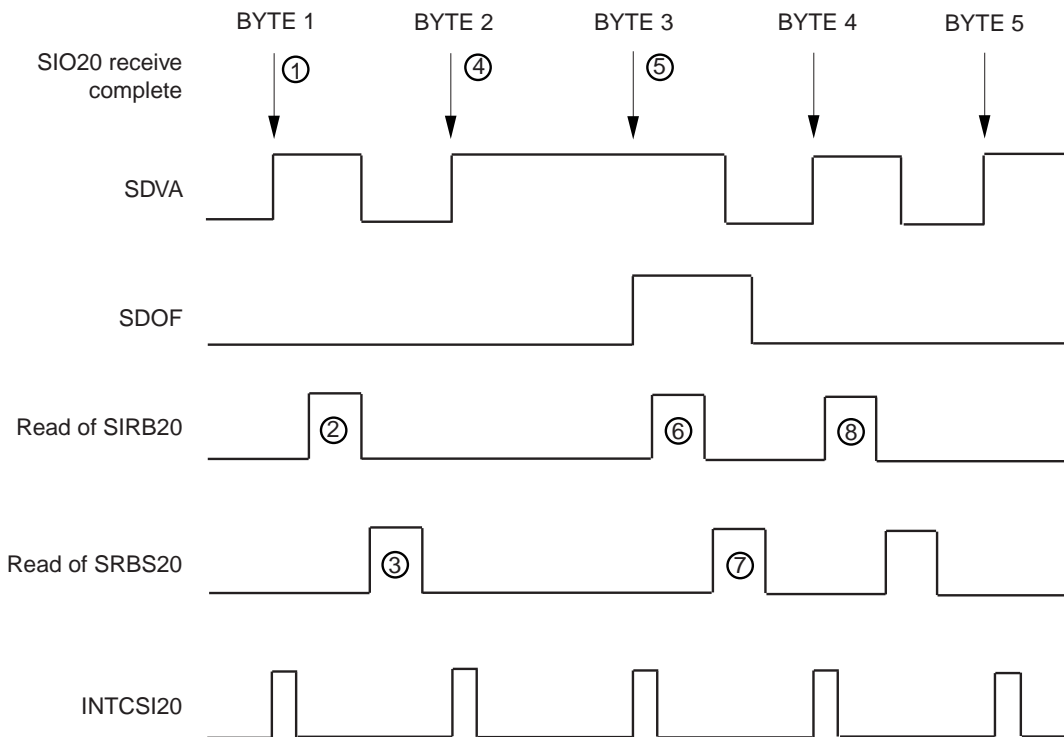 BYTE 1 BYTE 2 BYTE 3 BYTE 4 BYTE 5
SIO20 receive
complete
① ④ ⑤
SDVA
SDOF
Read of SIRB20
② ⑥ ⑧
Read of SRBS20
③ ⑦
INTCSI20